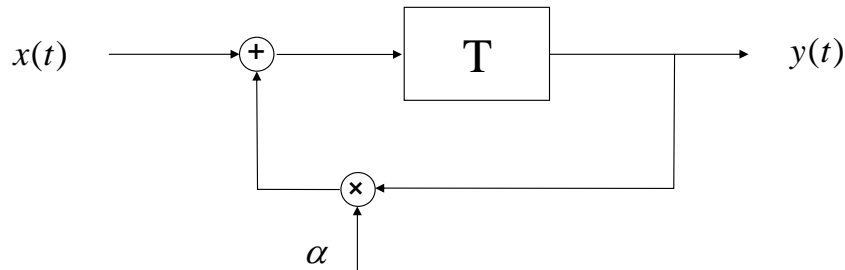 x(t) + T y(t)
×
α